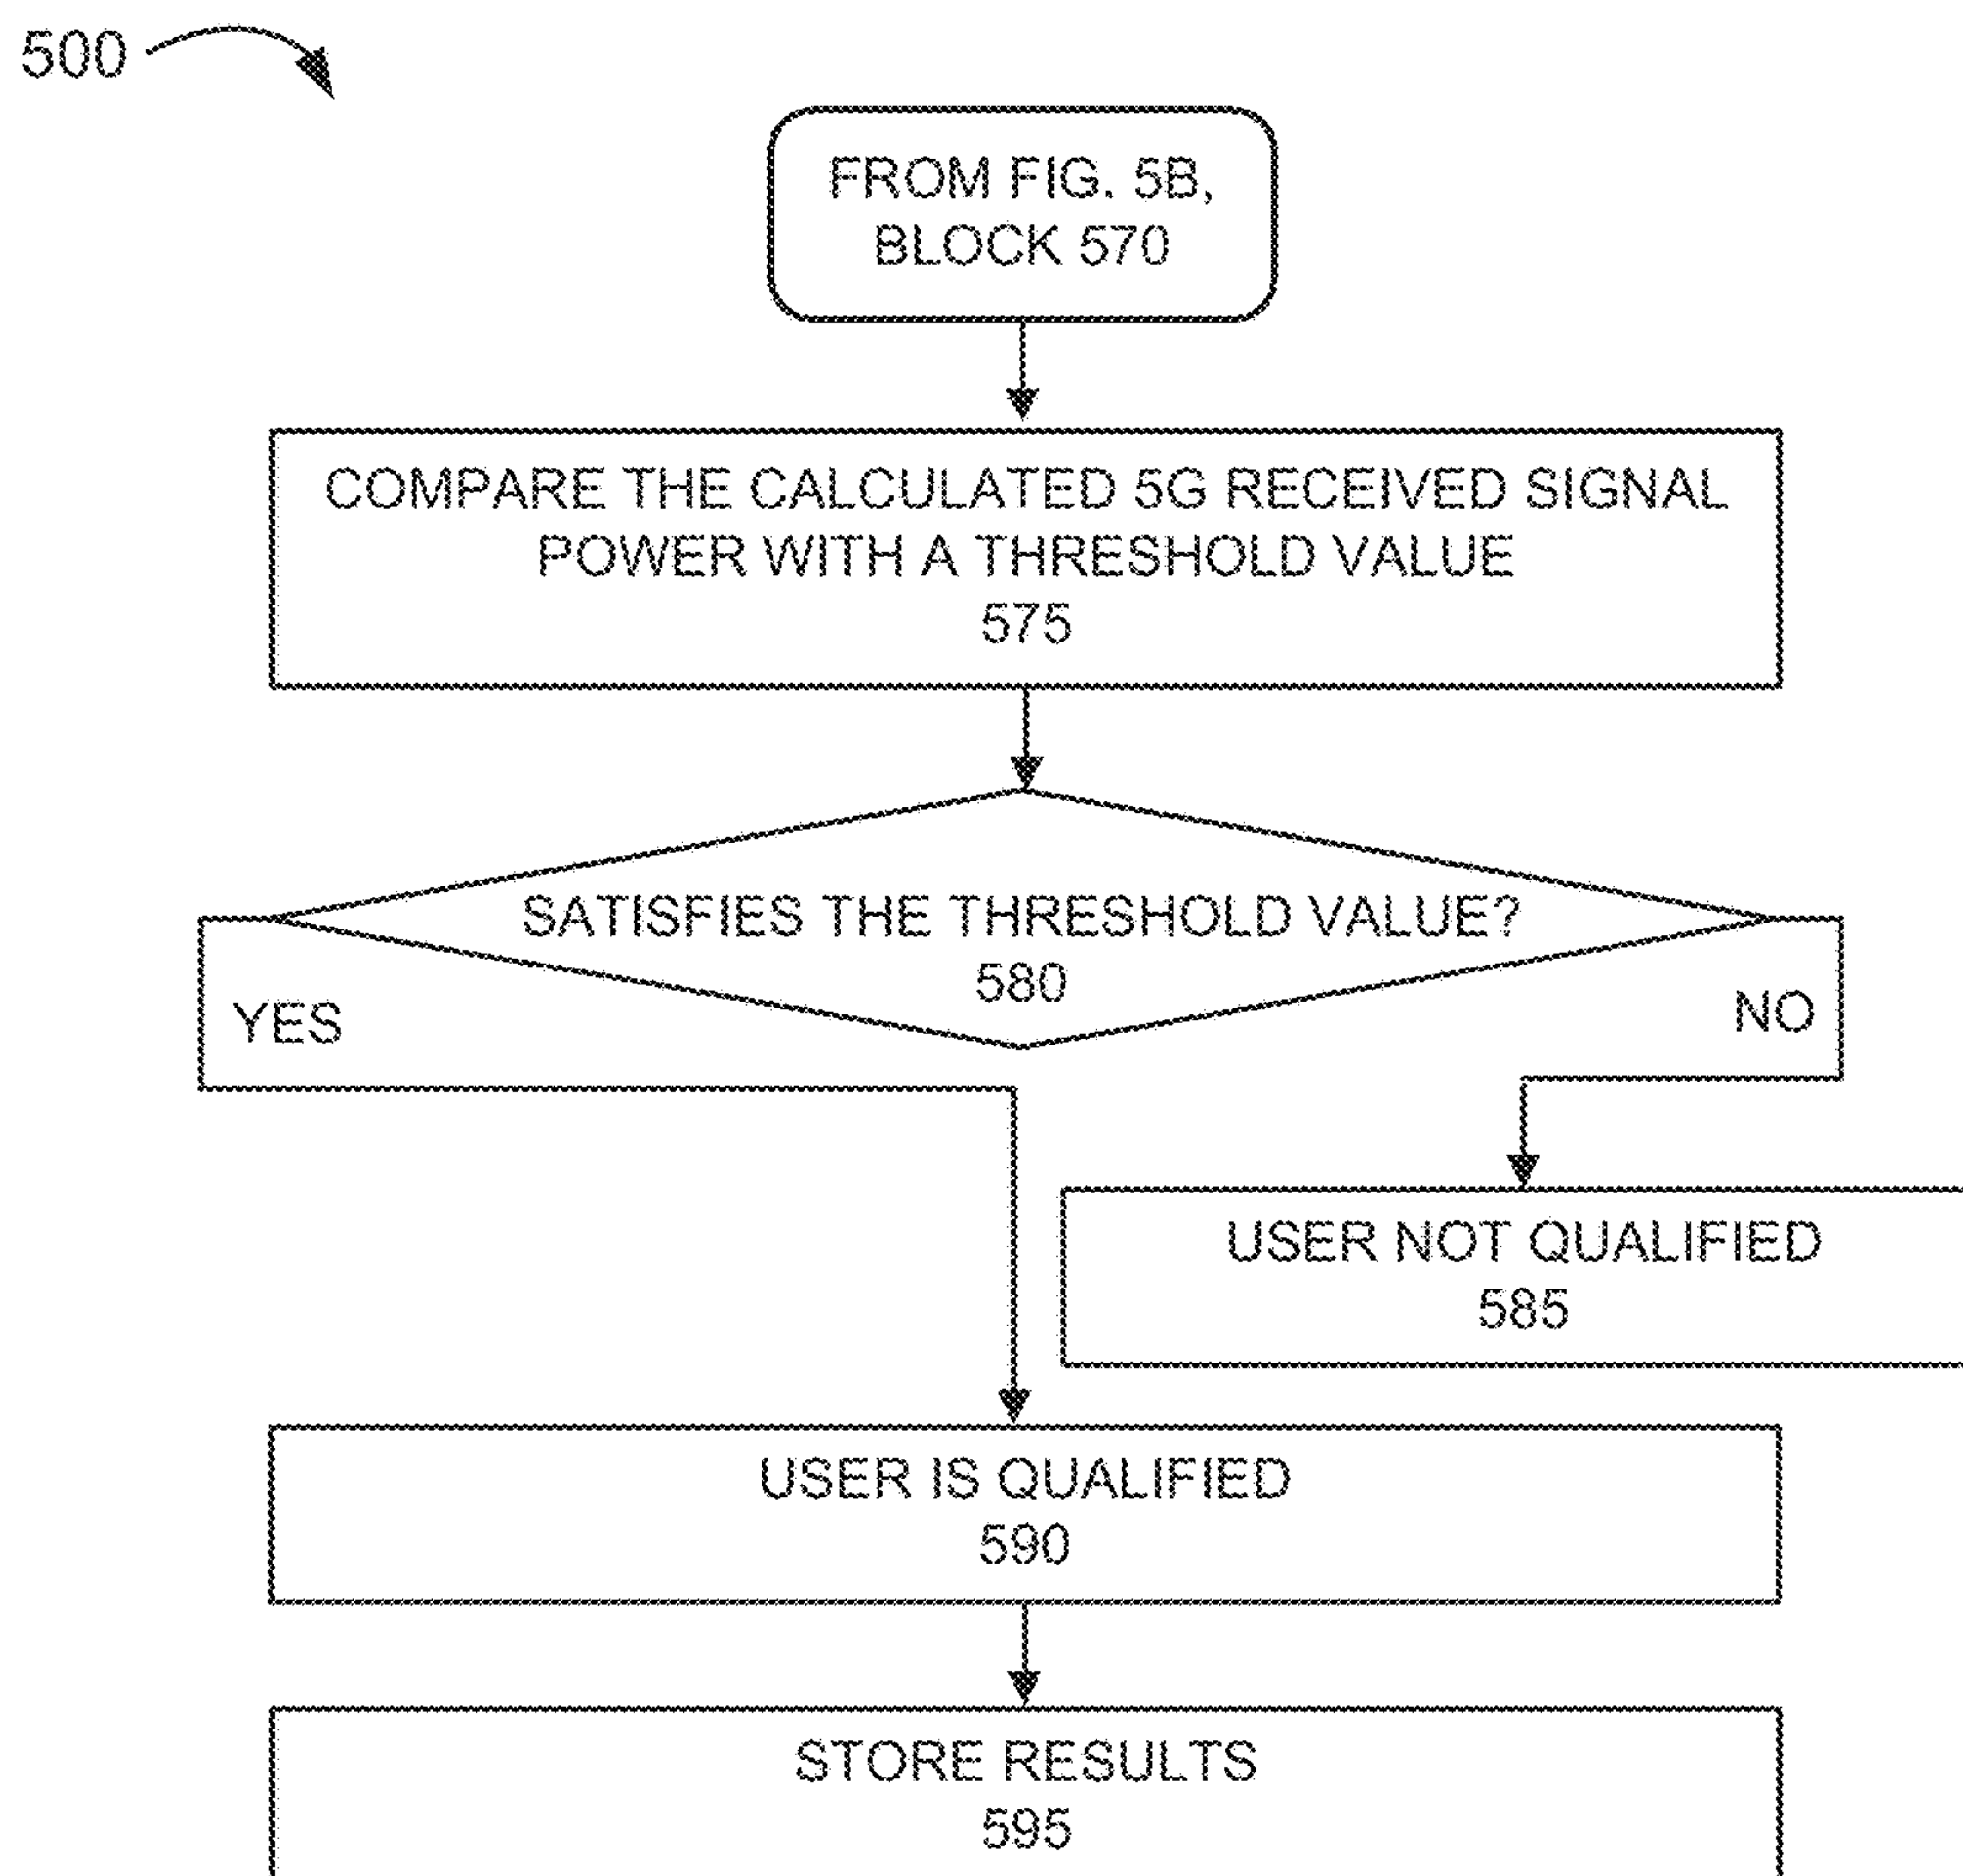 500
FROM FIG. 5B,
BLOCK 570
COMPARE THE CALCULATED 5G RECEIVED SIGNAL
POWER WITH A THRESHOLD VALUE
575
SATISFIES THE THRESHOLD VALUE?
580
YES
NO
USER NOT QUALIFIED
585
USER IS QUALIFIED
590
STORE RESULTS
595